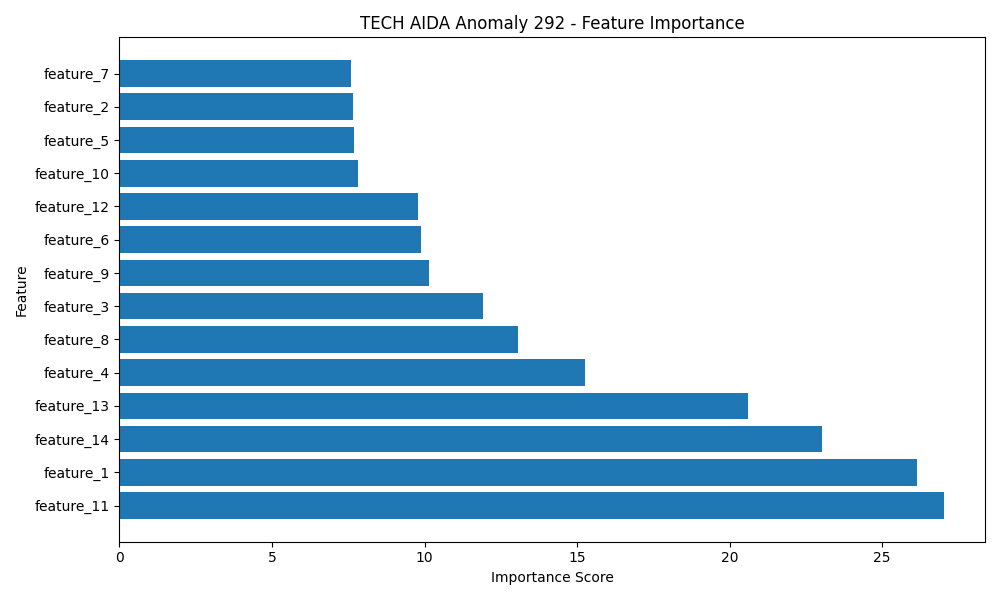 TECH AIDA Anomaly 292 - Feature Importance
Feature
feature_7
feature_2
feature_5
feature_10
feature_12
feature_6
feature_9
feature_3
feature_8
feature_4
feature_13
feature_14
feature_1
feature_11
0 5 10 15 20 25
Importance Score